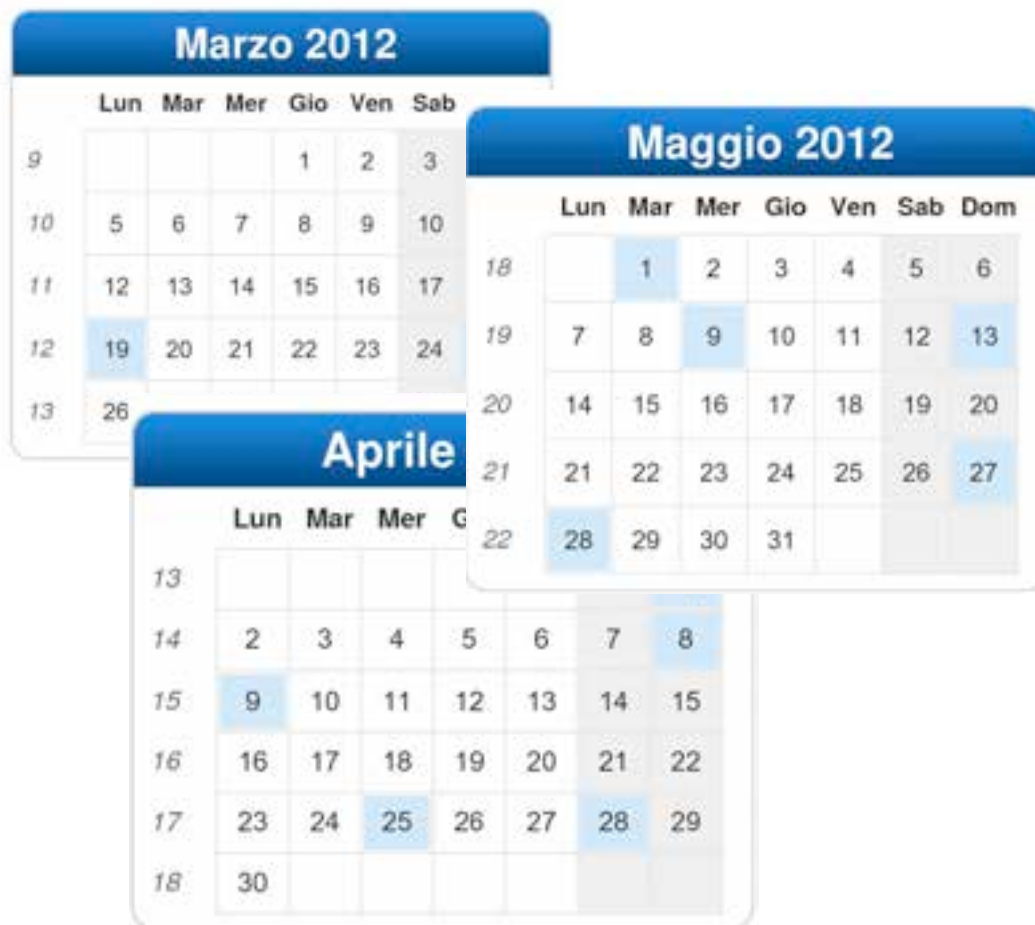 Marzo 2012
Lun Mar Mer Gio Ven Sab
9 1 2 3
10 5 6 7 8 9 10
11 12 13 14 15 16 17
12 19 20 21 22 23 24
13 26
Maggio 2012
Lun Mar Mer Gio Ven Sab Dom
18 1 2 3 4 5 6
19 7 8 9 10 11 12 13
20 14 15 16 17 18 19 20
21 21 22 23 24 25 26 27
22 28 29 30 31
Aprile
Lun Mar Mer
13
14 2 3 4 5 6 7 8
15 9 10 11 12 13 14 15
16 16 17 18 19 20 21 22
17 23 24 25 26 27 28 29
18 30